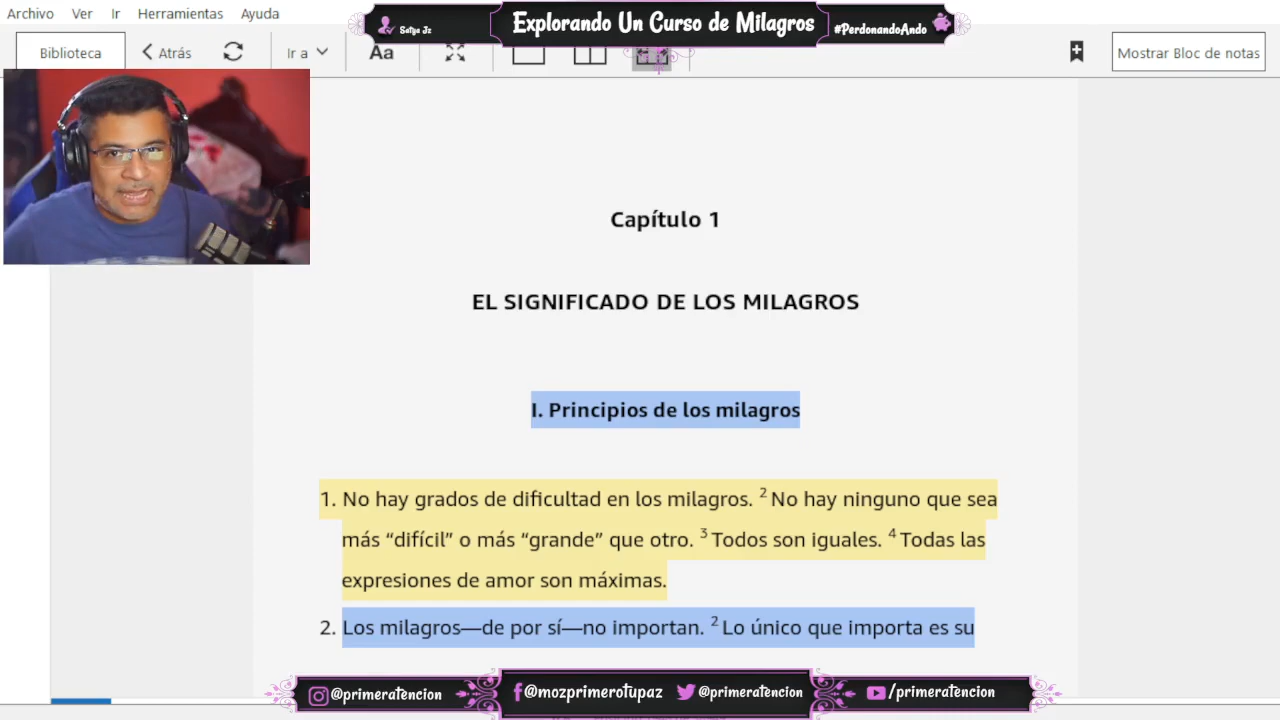 Archivo Ver Ir Herramientas Ayuda
Satya Jz
Explorando Un Curso de Milagros
#PerdonandoAndo
Biblioteca Atrás Ir a Aa Mostrar Bloc de notas
Capítulo 1
EL SIGNIFICADO DE LOS MILAGROS
I. Principios de los milagros
1. No hay grados de dificultad en los milagros. ² No hay ninguno que sea
más “difícil” o más “grande” que otro. ³ Todos son iguales. ⁴ Todas las
expresiones de amor son máximas.
2. Los milagros—de por sí—no importan. ² Lo único que importa es su
@primeratencion @mozprimerotupaz @primeratencion /primeratencion